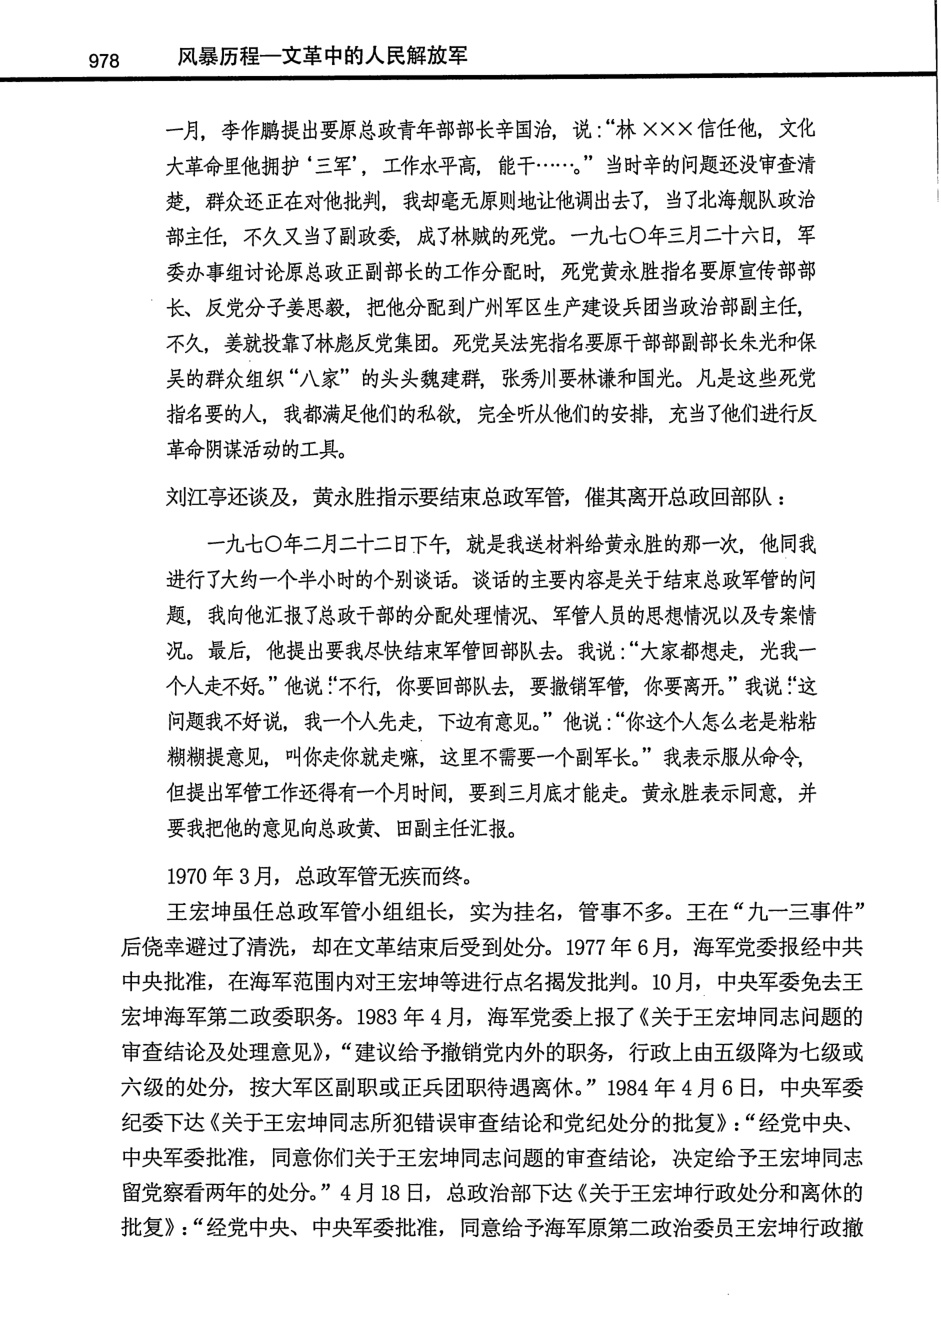 978 风暴历程—文革中的人民解放军
一月，李作鹏提出要原总政青年部部长辛国治，说：“林×××信任他，文化
大革命里他拥护‘三军’，工作水平高，能干……。”当时辛的问题还没审查清
楚，群众还正在对他批判，我却毫无原则地让他调出去了，当了北海舰队政治
部主任，不久又当了副政委，成了林贼的死党。一九七〇年三月二十六日，军
委办事组讨论原总政正副部长的工作分配时，死党黄永胜指名要原宣传部部
长、反党分子姜思毅，把他分配到广州军区生产建设兵团当政治部副主任，
不久，姜就投靠了林彪反党集团。死党吴法宪指名要原干部部副部长朱光和保
吴的群众组织“八家”的头头魏建群，张秀川要林谦和国光。凡是这些死党
指名要的人，我都满足他们的私欲，完全听从他们的安排，充当了他们进行反
革命阴谋活动的工具。
刘江亭还谈及，黄永胜指示要结束总政军管，催其离开总政回部队：
一九七〇年二月二十二日下午，就是我送材料给黄永胜的那一次，他同我
进行了大约一个半小时的个别谈话。谈话的主要内容是关于结束总政军管的问
题，我向他汇报了总政干部的分配处理情况、军管人员的思想情况以及专案情
况。最后，他提出要我尽快结束军管回部队去。我说：“大家都想走，光我一
个人走不好。”他说：“不行，你要回部队去，要撤销军管，你要离开。”我说：“这
问题我不好说，我一个人先走，下边有意见。”他说：“你这个人怎么老是粘粘
糊糊提意见，叫你走你就走嘛，这里不需要一个副军长。”我表示服从命令，
但提出军管工作还得有一个月时间，要到三月底才能走。黄永胜表示同意，并
要我把他的意见向总政黄、田副主任汇报。
1970 年 3 月，总政军管无疾而终。
王宏坤虽任总政军管小组组长，实为挂名，管事不多。王在“九一三事件”
后侥幸避过了清洗，却在文革结束后受到处分。1977 年 6 月，海军党委报经中共
中央批准，在海军范围内对王宏坤等进行点名揭发批判。10 月，中央军委免去王
宏坤海军第二政委职务。1983 年 4 月，海军党委上报了《关于王宏坤同志问题的
审查结论及处理意见》，“建议给予撤销党内外的职务，行政上由五级降为七级或
六级的处分，按大军区副职或正兵团职待遇离休。”1984 年 4 月 6 日，中央军委
纪委下达《关于王宏坤同志所犯错误审查结论和党纪处分的批复》：“经党中央、
中央军委批准，同意你们关于王宏坤同志问题的审查结论，决定给予王宏坤同志
留党察看两年的处分。”4 月 18 日，总政治部下达《关于王宏坤行政处分和离休的
批复》：“经党中央、中央军委批准，同意给予海军原第二政治委员王宏坤行政撤